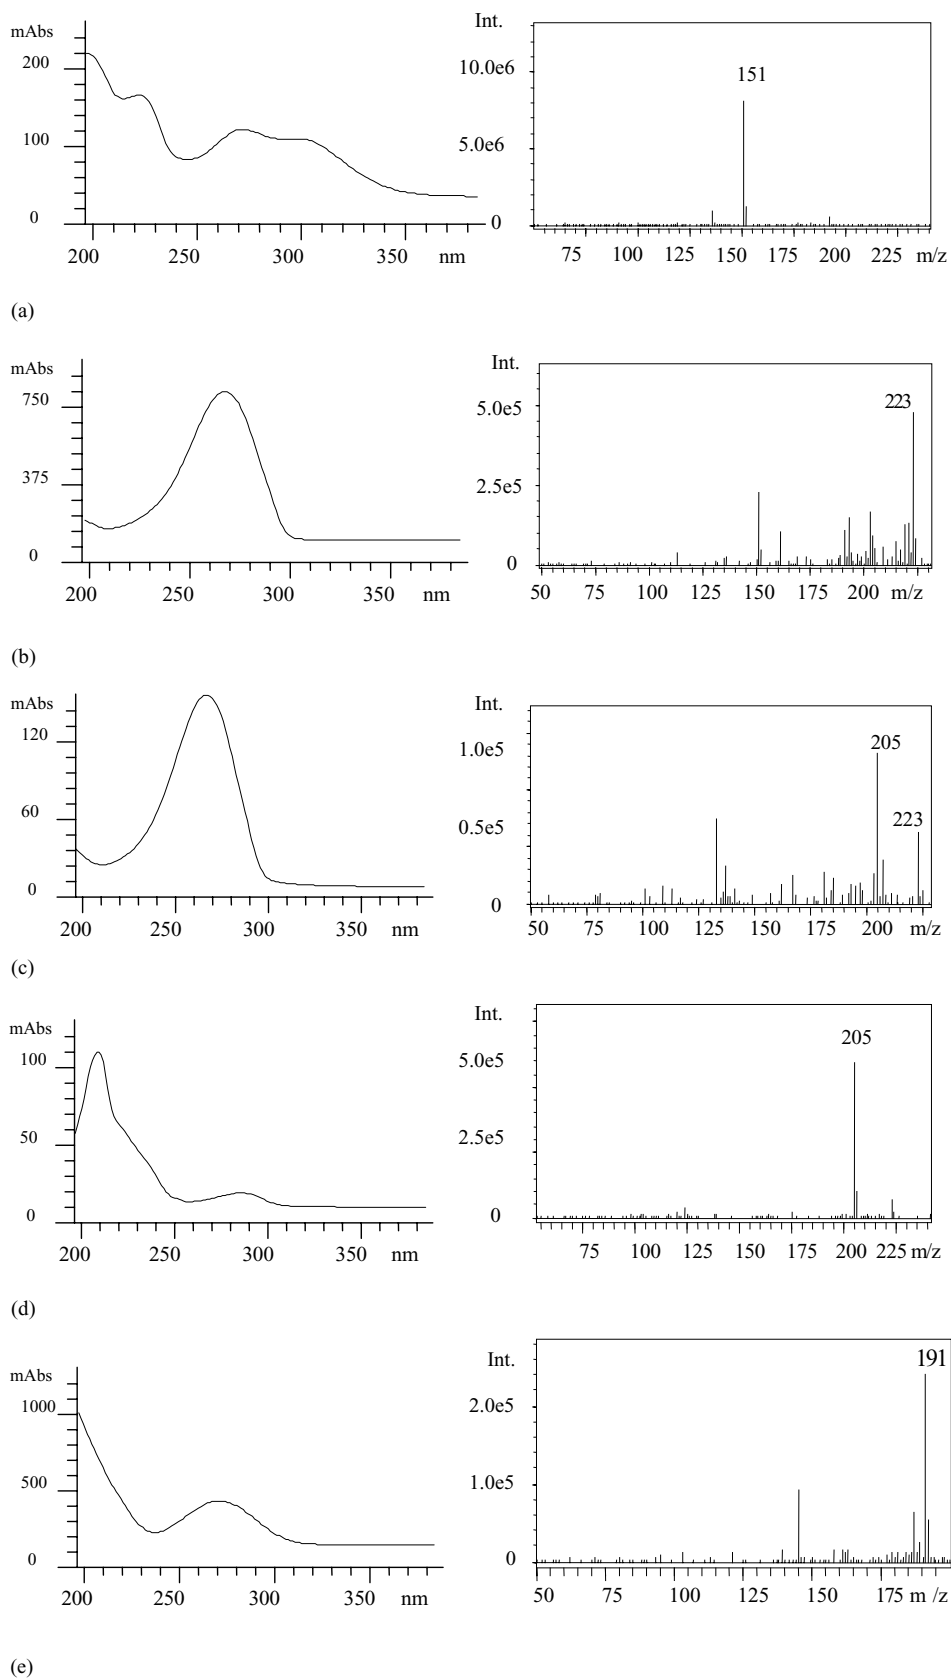 mAbs
200
100
0
200 250 300 350 nm
Int.
10.0e6
5.0e6
0
151
75 100 125 150 175 200 225 m/z
(a)
mAbs
750
375
0
200 250 300 350 nm
Int.
5.0e5
2.5e5
0
223
50 75 100 125 150 175 200 m/z
(b)
mAbs
120
60
0
200 250 300 350 nm
Int.
1.0e5
0.5e5
0
205
223
50 75 100 125 150 175 200 m/z
(c)
mAbs
100
50
0
200 250 300 350 nm
Int.
5.0e5
2.5e5
0
205
75 100 125 150 175 200 225 m/z
(d)
mAbs
1000
500
0
200 250 300 350 nm
Int.
2.0e5
1.0e5
0
191
50 75 100 125 150 175 m /z
(e)